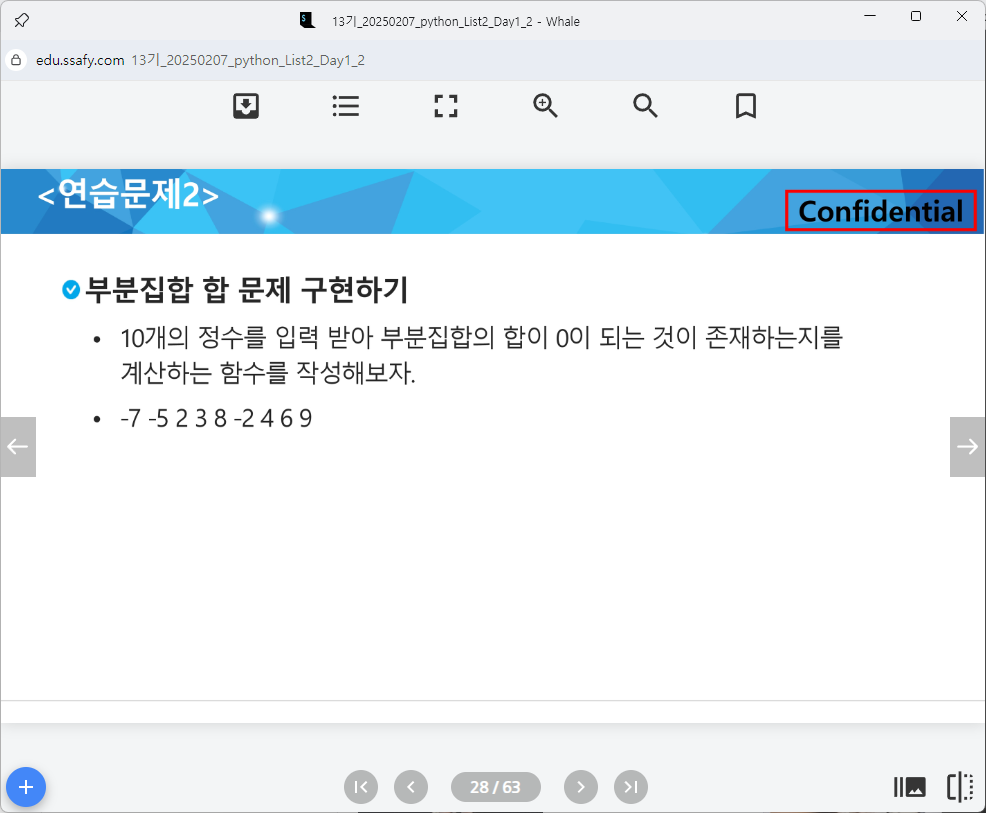 13기_20250207_python_List2_Day1_2 - Whale
edu.ssafy.com 13기_20250207_python_List2_Day1_2
<연습문제2>
Confidential
부분집합 합 문제 구현하기
• 10개의 정수를 입력 받아 부분집합의 합이 0이 되는 것이 존재하는지를
계산하는 함수를 작성해보자.
• -7 -5 2 3 8 -2 4 6 9
28 / 63